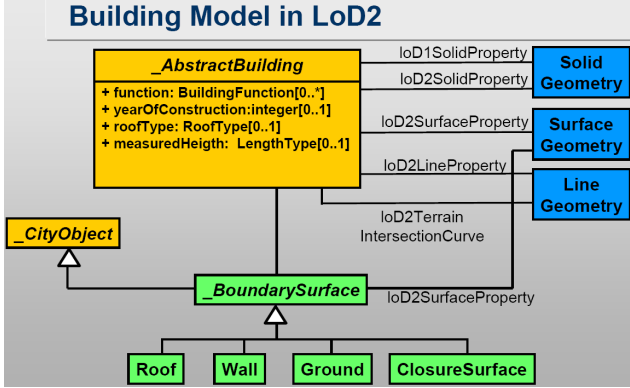 Building Model in LoD2
_AbstractBuilding
+ function: BuildingFunction[0..*]
+ yearOfConstruction:integer[0..1]
+ roofType: RoofType[0..1]
+ measuredHeigth: LengthType[0..1]
loD1SolidProperty
loD2SolidProperty
Solid
Geometry
loD2SurfaceProperty
Surface
Geometry
loD2LineProperty
Line
Geometry
loD2Terrain
IntersectionCurve
_CityObject
_BoundarySurface
loD2SurfaceProperty
Roof
Wall
Ground
ClosureSurface